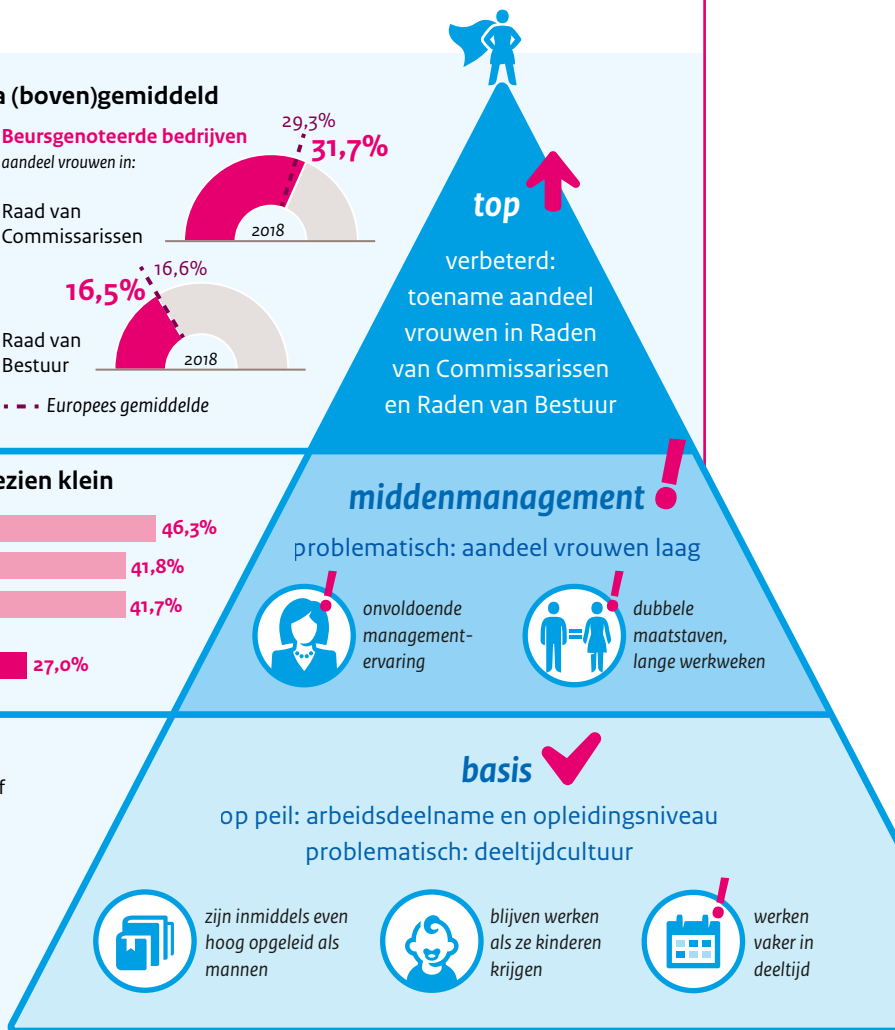 a (boven)gemiddeld
Beursgenoteerde bedrijven
aandeel vrouwen in:
29,3%
31,7%
Raad van
Commissarissen
2018
16,6%
16,5%
Raad van
Bestuur
2018
Europees gemiddelde
top
verbeterd:
toename aandeel
vrouwen in Raden
van Commissarissen
en Raden van Bestuur
ezien klein
46,3%
41,8%
41,7%
27,0%
middenmanagement
problematisch: aandeel vrouwen laag
onvoldoende
management-
ervaring
dubbele
maatstaven,
lange werkweken
f
basis
op peil: arbeidsdeelname en opleidingsniveau
problematisch: deeltijdcultuur
zijn inmiddels even
hoog opgeleid als
mannen
blijven werken
als ze kinderen
krijgen
werken
vaker in
deeltijd